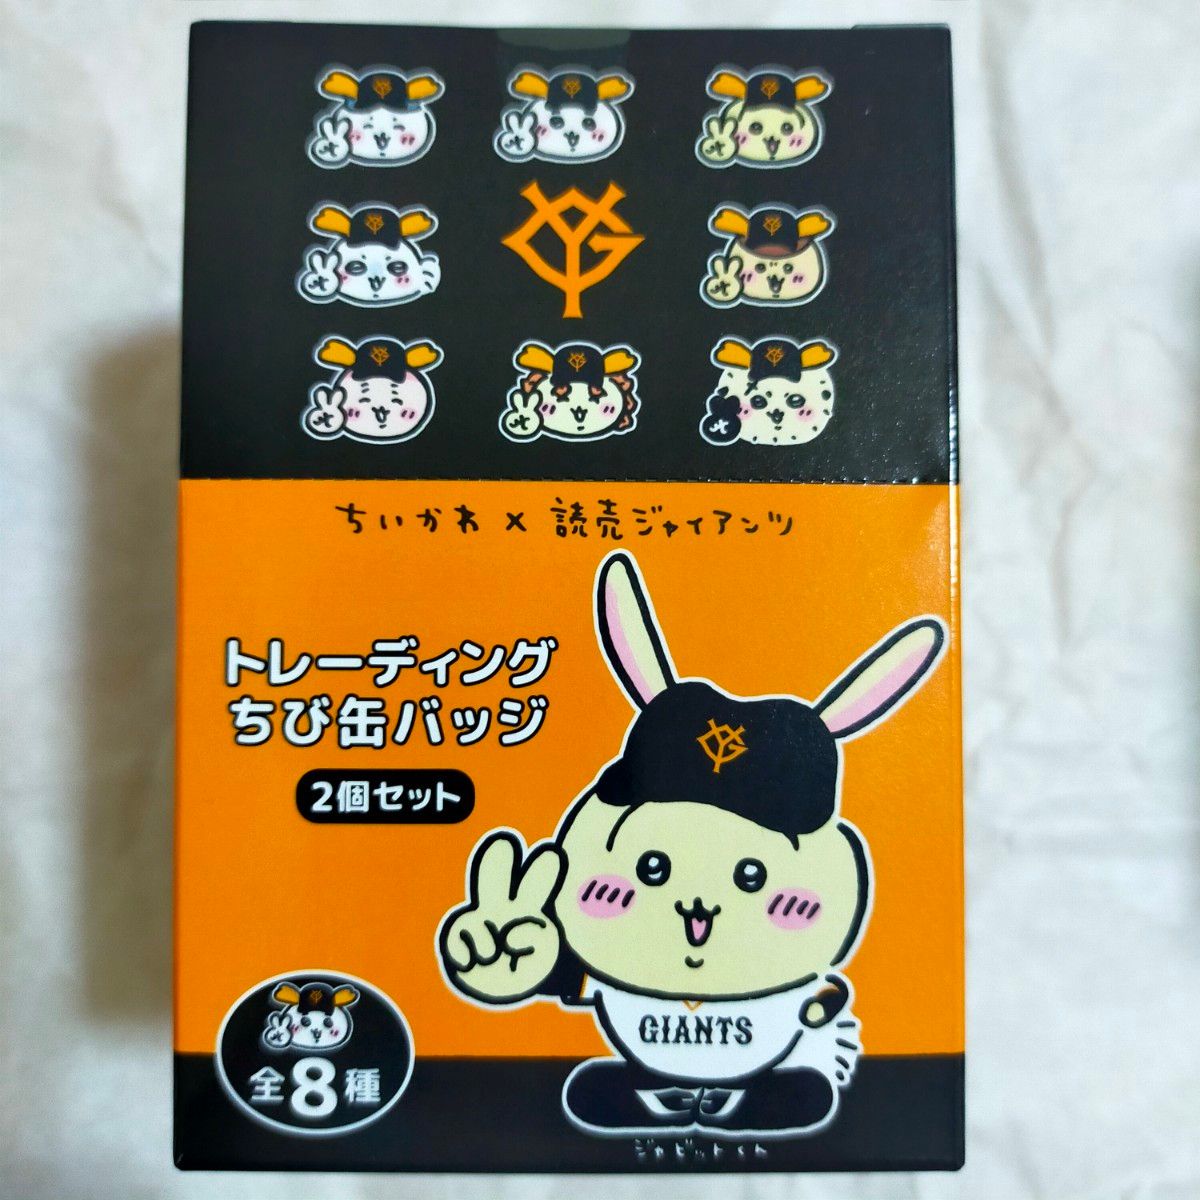 ちいかわ×読売ジャイアンツ
トレーディング
ちび缶バッジ
2個セット
GIANTS
全8種
ジャビットくん